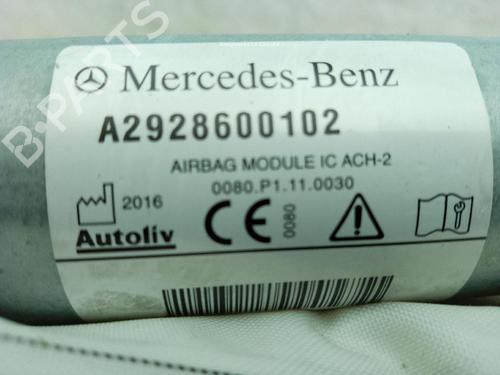 Mercedes-Benz
A2928600102
AIRBAG MODULE IC ACH-2
0080.P1.11.0030
2016
Autoliv
CE
0080
B-PARTS